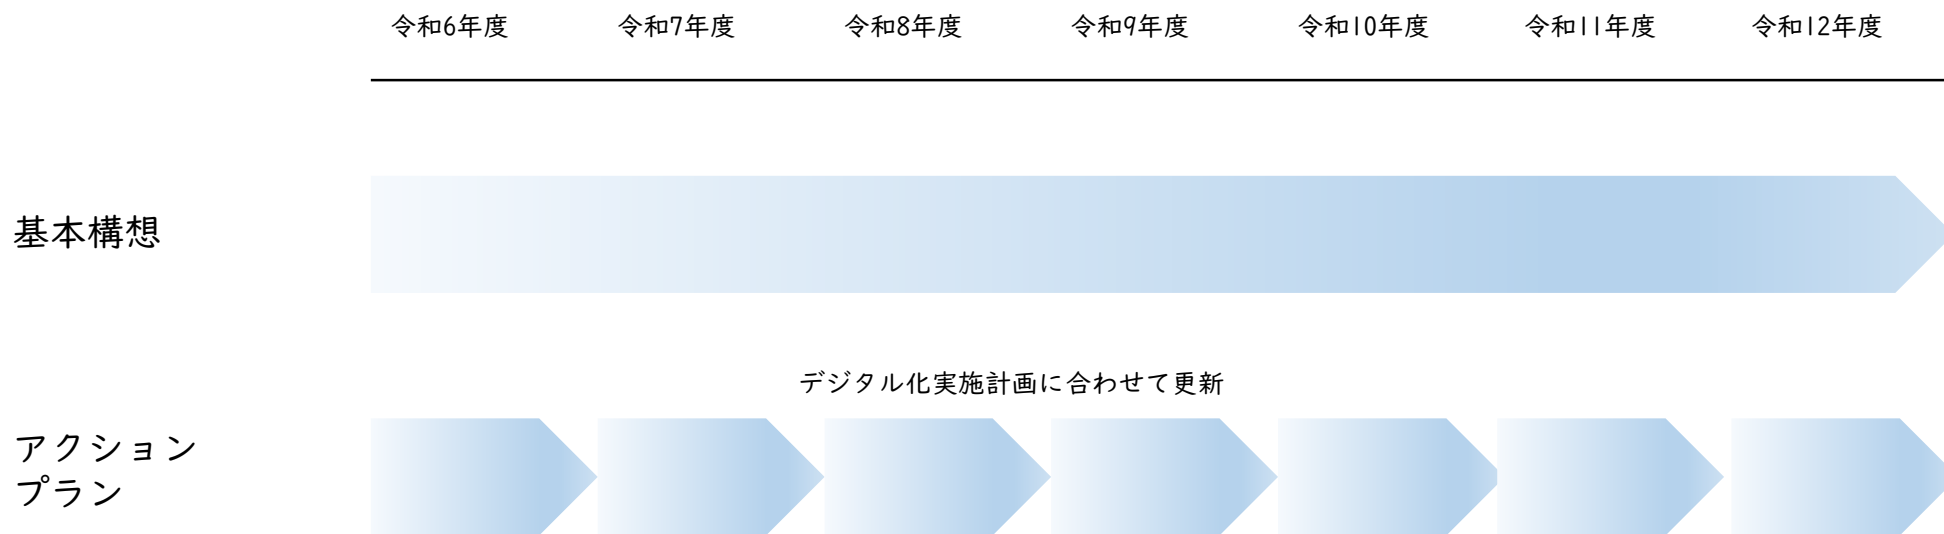 令和6年度 令和7年度 令和8年度 令和9年度 令和10年度 令和11年度 令和12年度
基本構想
デジタル化実施計画に合わせて更新
アクション
プラン